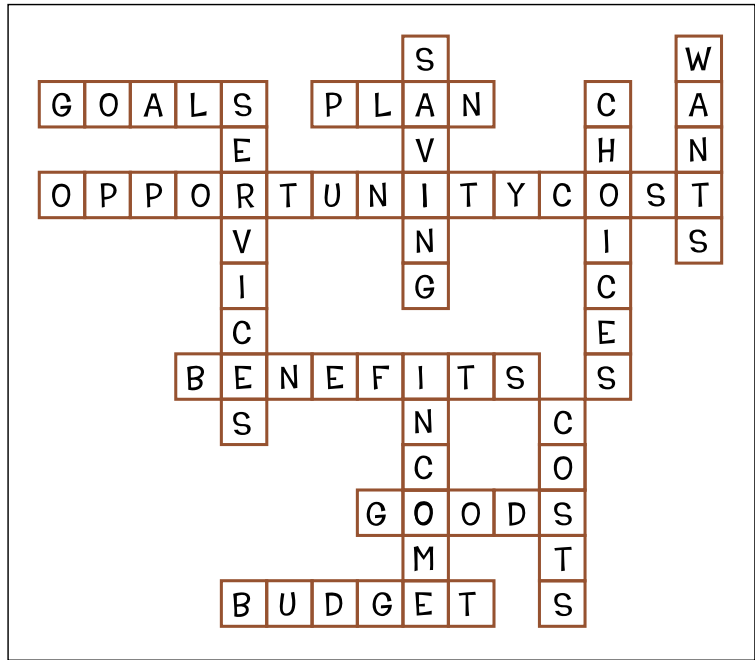 SAVING
WANTS
GOALS
SERVICES
PLAN
CHOICES
OPPORTUNITYCOST
BENEFITS
INCOME
COSTS
GOODS
BUDGET